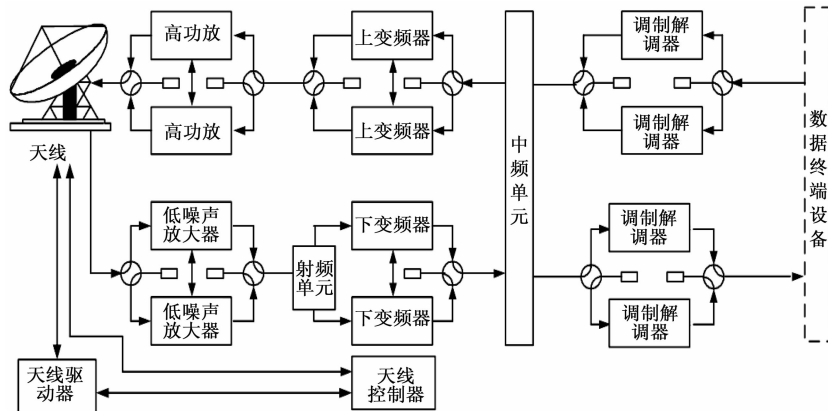 高功放
上变频器
调制解
调器
高功放
上变频器
调制解
调器
天线
中频单元
数据终端设备
低噪声
放大器
下变频器
调制解
调器
射频
单元
低噪声
放大器
下变频器
调制解
调器
天线驱
动器
天线
控制器